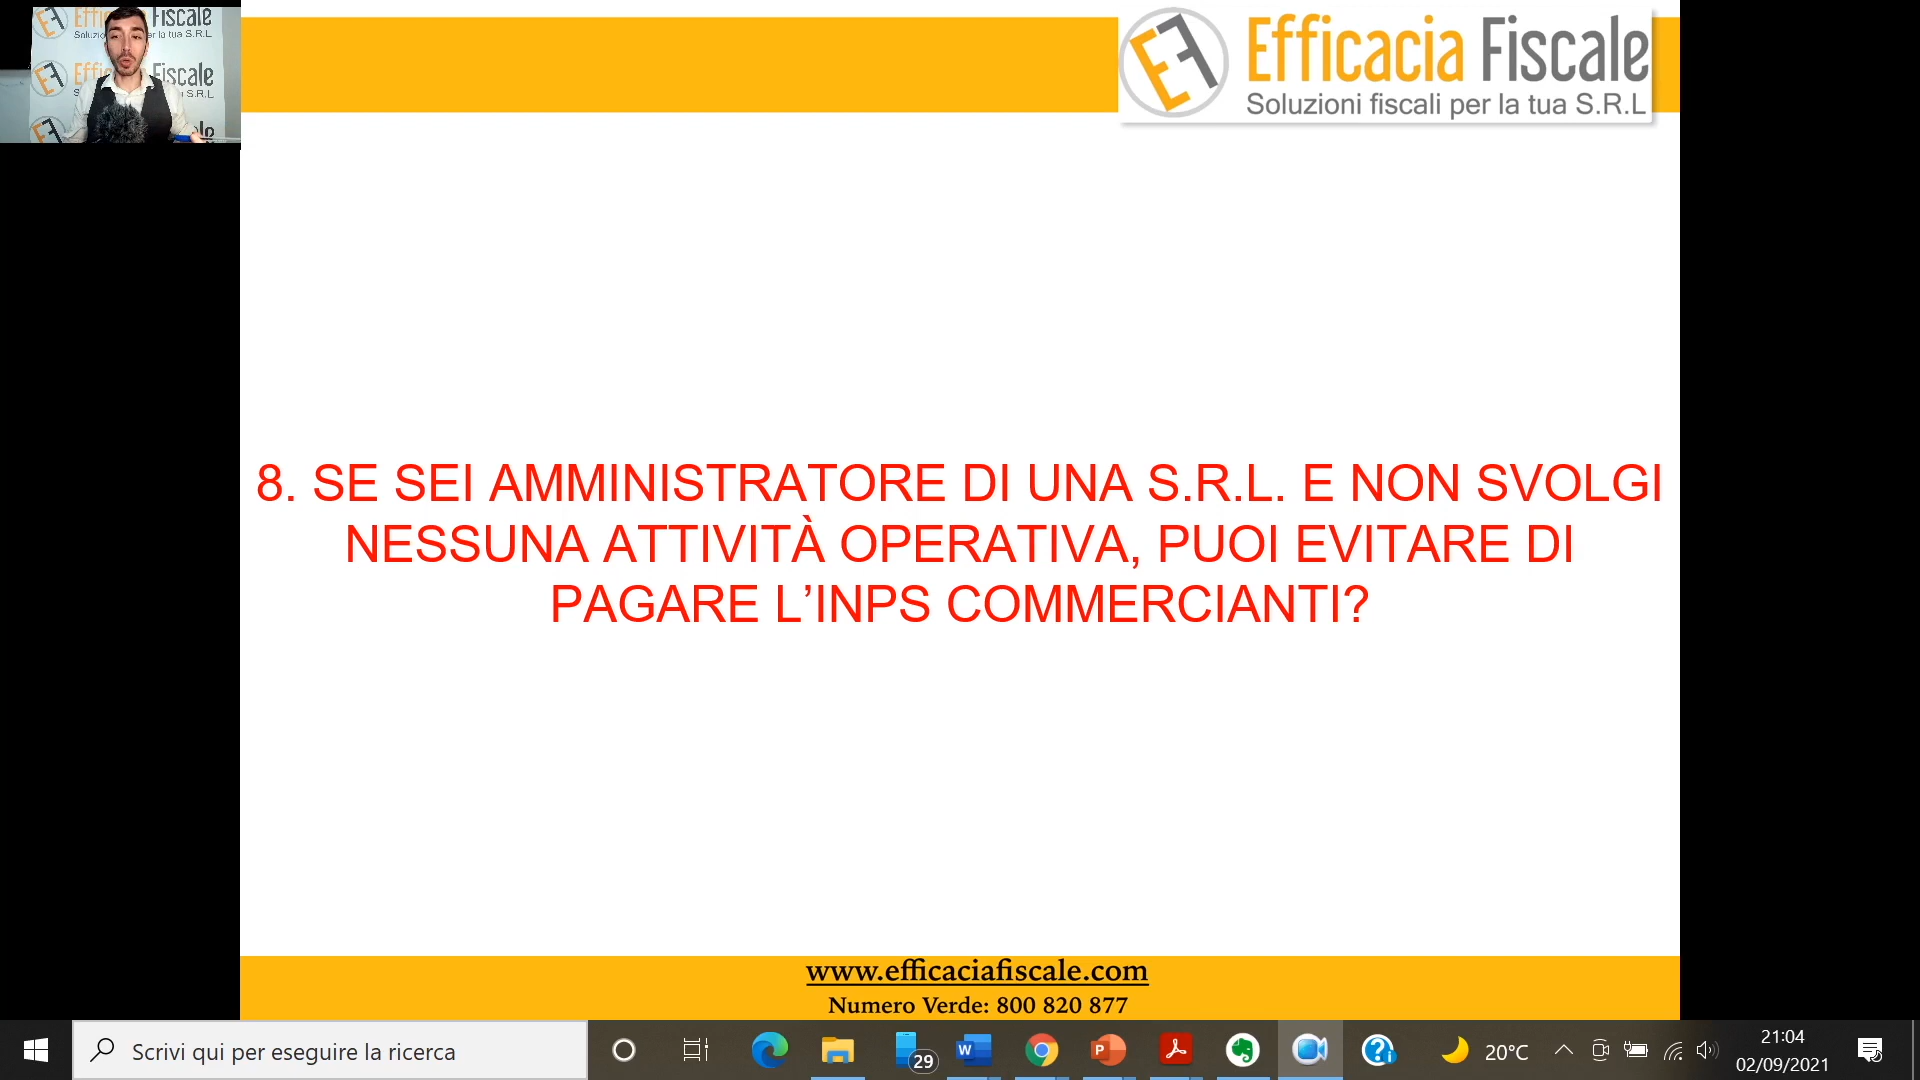 Efficacia Fiscale
Soluzioni fiscali per la tua S.R.L
8. SE SEI AMMINISTRATORE DI UNA S.R.L. E NON SVOLGI
NESSUNA ATTIVITÀ OPERATIVA, PUOI EVITARE DI
PAGARE L’INPS COMMERCIANTI?
www.efficaciafiscale.com
Numero Verde: 800 820 877
Scrivi qui per eseguire la ricerca
29
20°C
21:04
02/09/2021